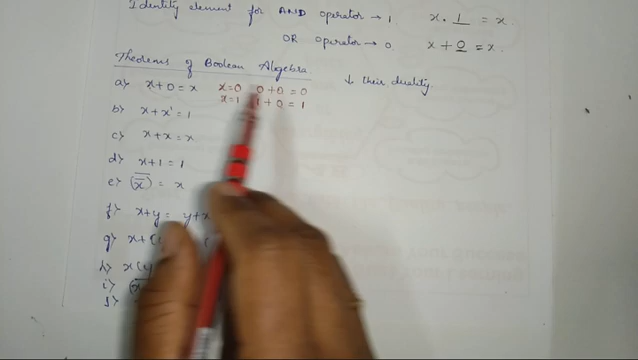 Identity element for AND operator → 1 x . 1 = x.
OR operator → 0. x + 0 = x.
Theorems of Boolean Algebra
↓ their duality.
a) x + 0 = x x=0 0 + 0 = 0
x=1 1 + 0 = 1
b) x + x' = 1
c) x + x = x
d) x + 1 = 1
e) (x̅)̅ = x
f) x + y = y + x
g) x + (
h) x (y
i)
j)